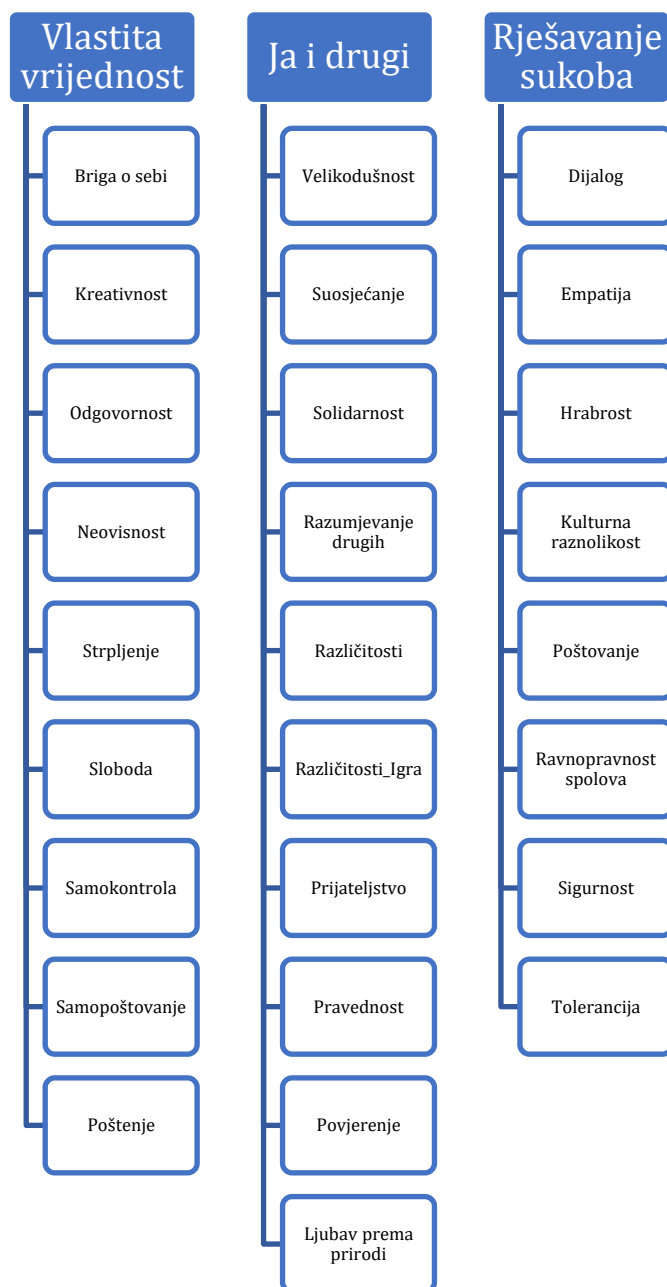 Vlastita
vrijednost
Briga o sebi
Kreativnost
Odgovornost
Neovisnost
Strpljenje
Sloboda
Samokontrola
Samopoštovanje
Poštenje
Ja i drugi
Velikodušnost
Suosjećanje
Solidarnost
Razumjevanje
drugih
Različitosti
Različitosti_Igra
Prijateljstvo
Pravednost
Povjerenje
Ljubav prema
prirodi
Rješavanje
sukoba
Dijalog
Empatija
Hrabrost
Kulturna
raznolikost
Poštovanje
Ravnopravnost
spolova
Sigurnost
Tolerancija